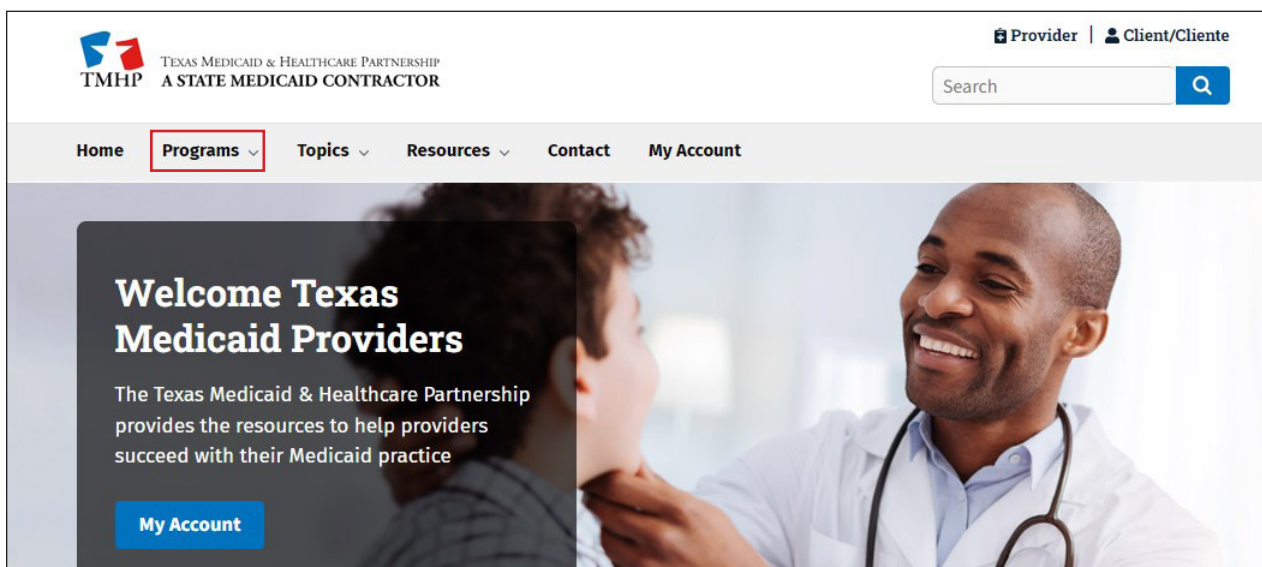 Provider | Client/Cliente
TMHP
TEXAS MEDICAID & HEALTHCARE PARTNERSHIP
A STATE MEDICAID CONTRACTOR
Search
Home Programs Topics Resources Contact My Account
Welcome Texas
Medicaid Providers
The Texas Medicaid & Healthcare Partnership
provides the resources to help providers
succeed with their Medicaid practice
My Account